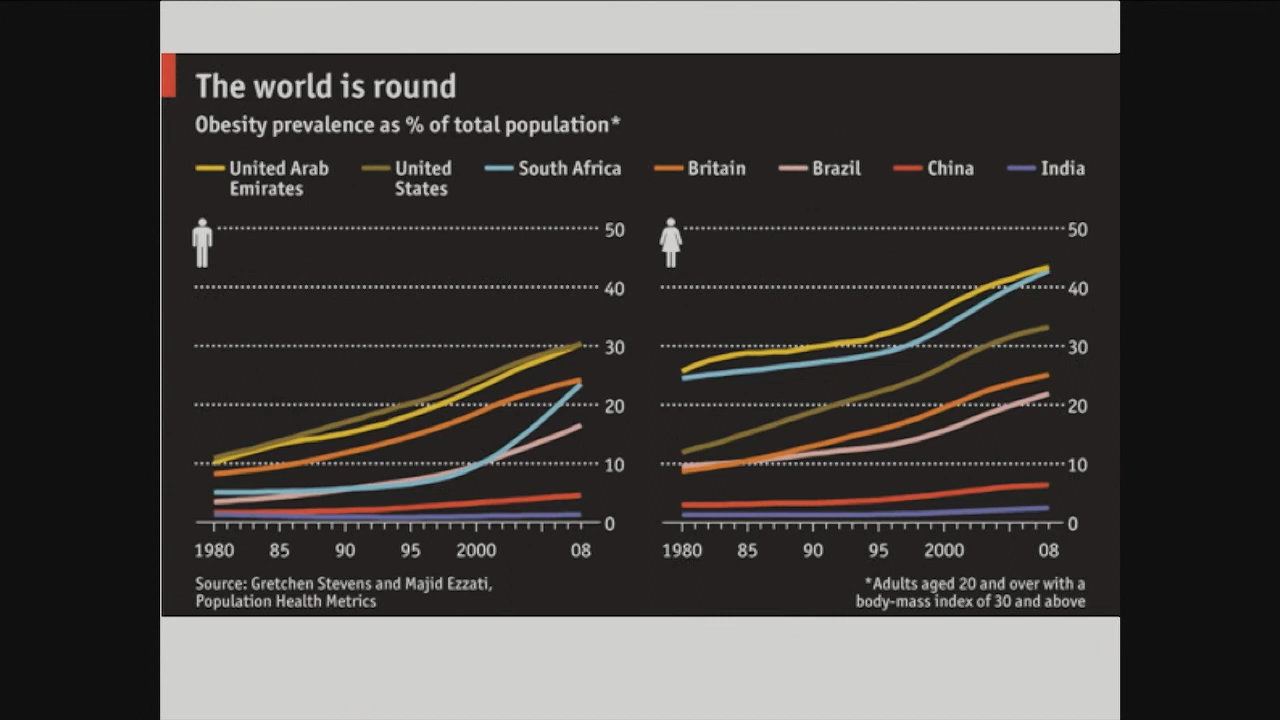 The world is round
Obesity prevalence as % of total population*
United Arab Emirates
United States
South Africa
Britain
Brazil
China
India
50
40
30
20
10
0
1980 85 90 95 2000 08
50
40
30
20
10
0
1980 85 90 95 2000 08
Source: Gretchen Stevens and Majid Ezzati,
Population Health Metrics
*Adults aged 20 and over with a
body-mass index of 30 and above